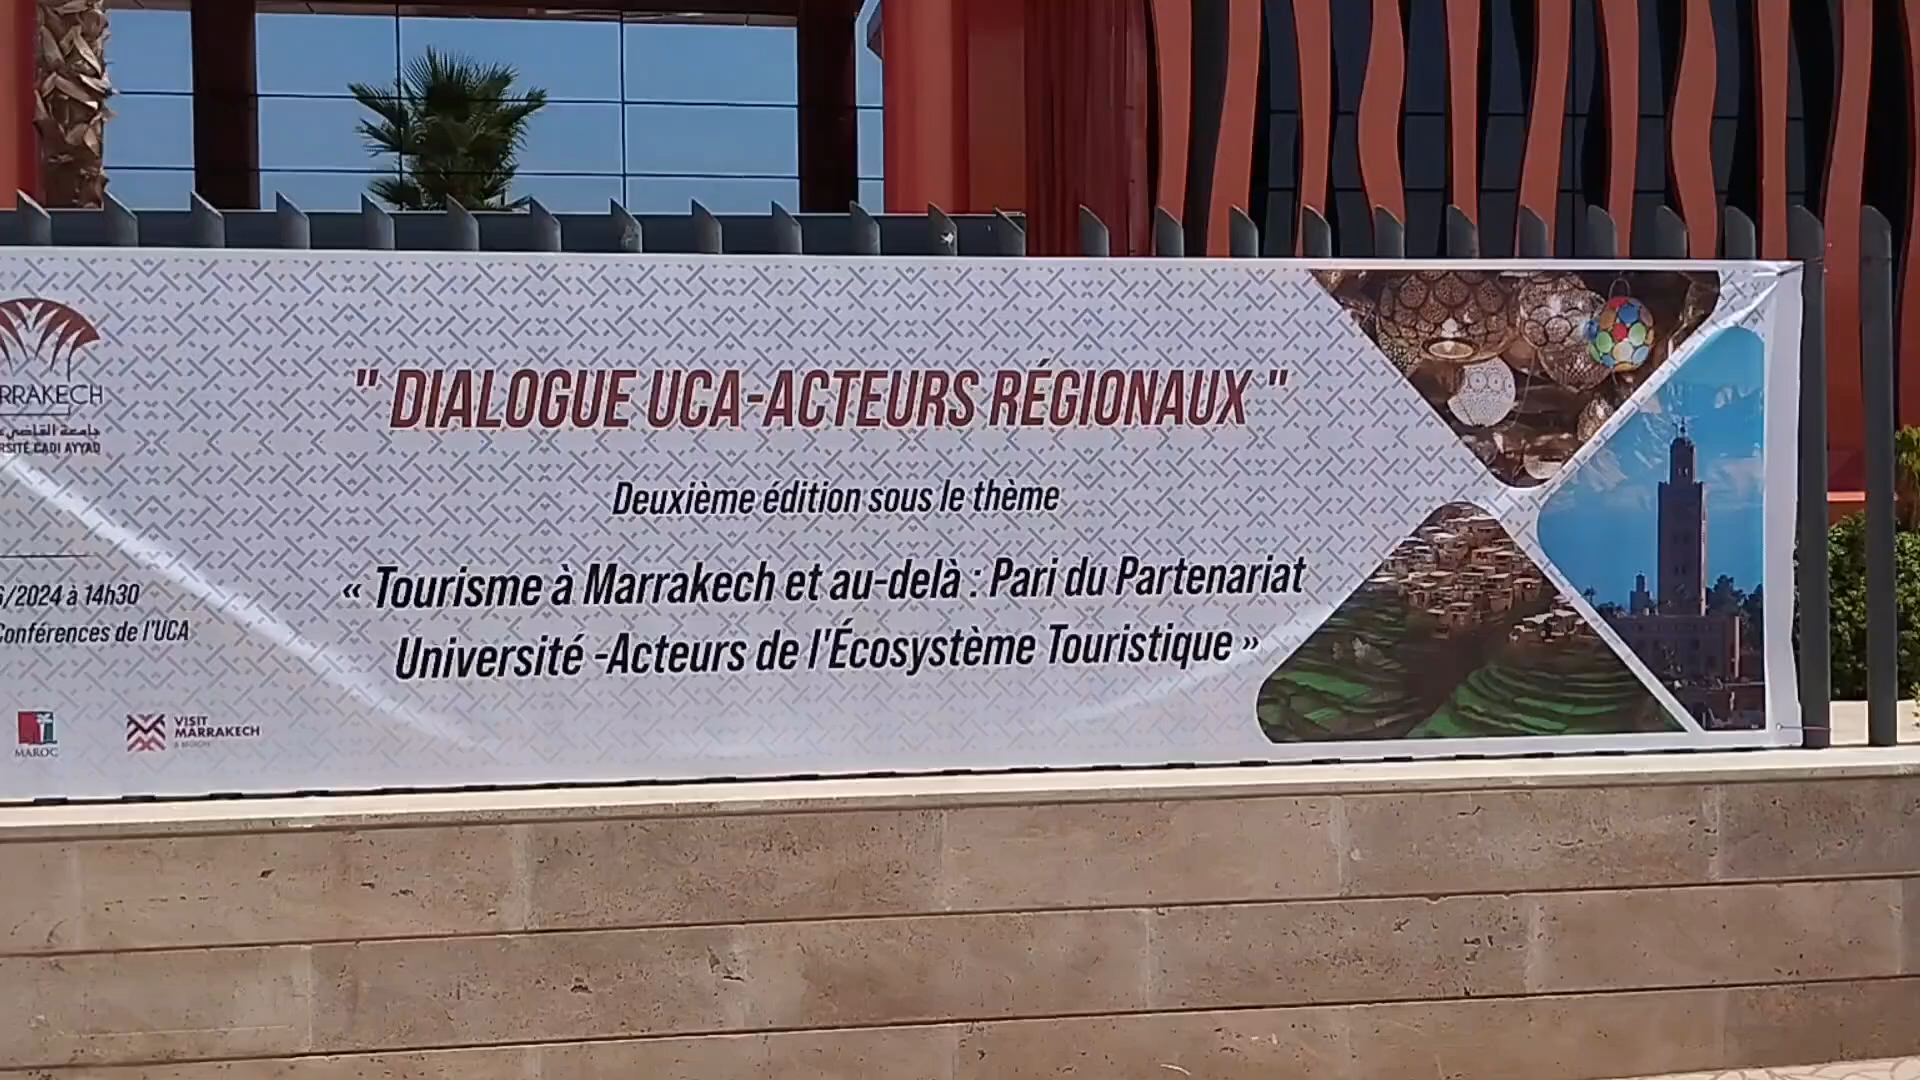 RRAKECH
جامعة القاضي
RSITÉ CADI AYYAD
" DIALOGUE UCA-ACTEURS RÉGIONAUX "
Deuxième édition sous le thème
« Tourisme à Marrakech et au-delà : Pari du Partenariat
Université -Acteurs de l'Écosystème Touristique »
/2024 à 14h30
Conférences de l'UCA
MAROC
VISIT
MARRAKECH